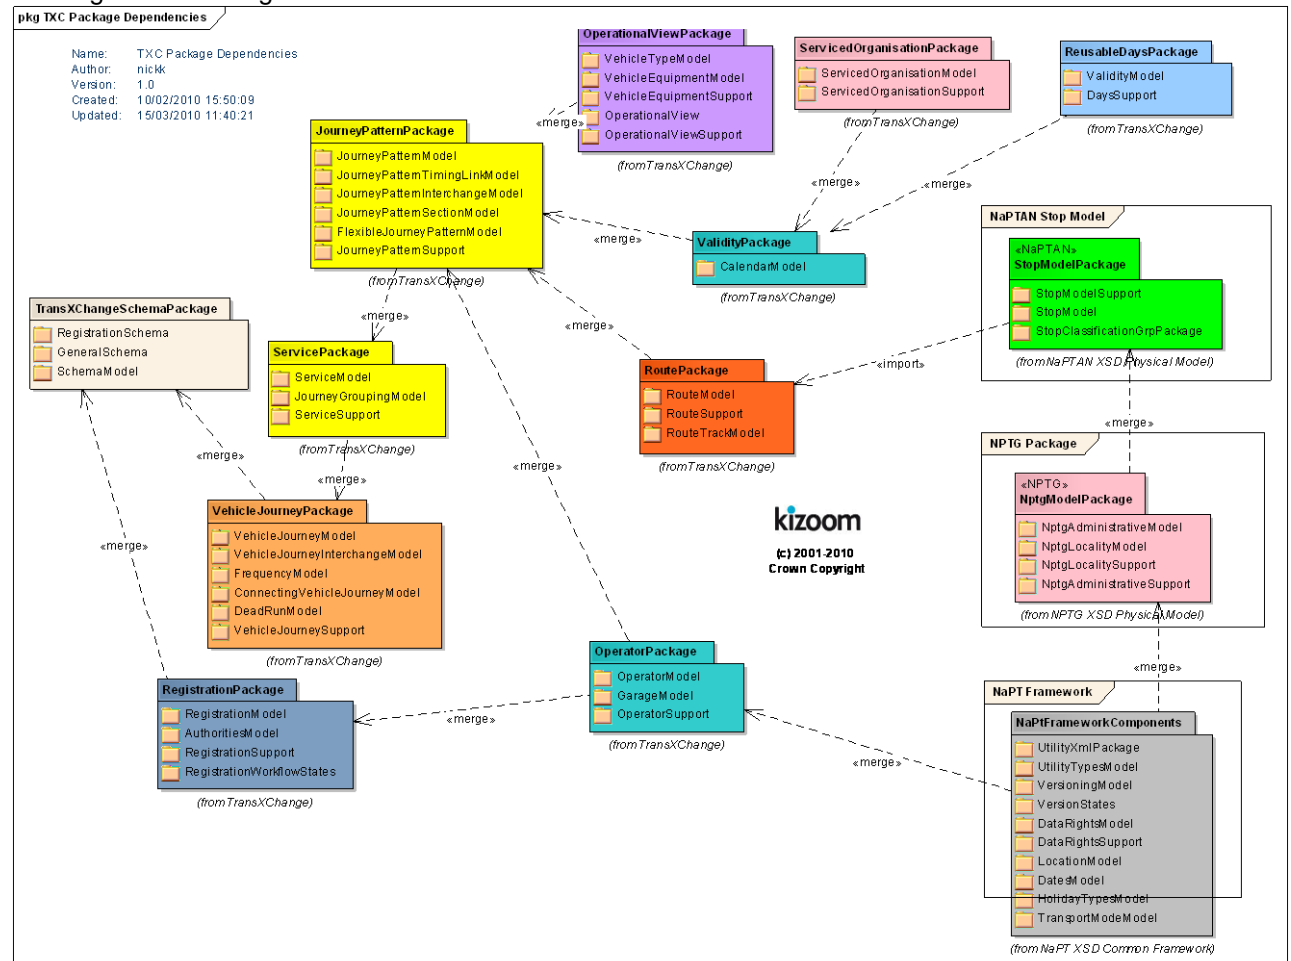 pkg TXC Package Dependencies
Name: TXC Package Dependencies
Author: nickk
Version: 1.0
Created: 10/02/2010 15:50:09
Updated: 15/03/2010 11:40:21
OperationalViewPackage
VehicleTypeModel
VehicleEquipmentModel
VehicleEquipmentSupport
OperationalView
OperationalViewSupport
(fromTransXChange)
«merge»
ServicedOrganisationPackage
ServicedOrganisationModel
ServicedOrganisationSupport
(fromTransXChange)
«merge»
ReusableDaysPackage
ValidityModel
DaysSupport
(fromTransXChange)
«merge»
JourneyPatternPackage
JourneyPatternModel
JourneyPatternTimingLinkModel
JourneyPatternInterchangeModel
JourneyPatternSectionModel
FlexibleJourneyPatternModel
JourneyPatternSupport
(fromTransXChange)
«merge»
«merge»
ValidityPackage
CalendarModel
(fromTransXChange)
NaPTAN Stop Model
«NaPTAN»
StopModelPackage
StopModelSupport
StopModel
StopClassificationGrpPackage
(fromNaPTAN XSD Physical Model)
TransXChangeSchemaPackage
RegistrationSchema
GeneralSchema
SchemaModel
ServicePackage
ServiceModel
JourneyGroupingModel
ServiceSupport
(fromTransXChange)
«merge»
«merge»
RoutePackage
RouteModel
RouteSupport
RouteTrackModel
(fromTransXChange)
«import»
«merge»
NPTG Package
«NPTG»
NptgModelPackage
NptgAdministrativeModel
NptgLocalityModel
NptgLocalitySupport
NptgAdministrativeSupport
(from NPTG XSD Physical Model)
«merge»
«merge»
«merge»
VehicleJourneyPackage
VehicleJourneyModel
VehicleJourneyInterchangeModel
FrequencyModel
ConnectingVehicleJourneyModel
DeadRunModel
VehicleJourneySupport
(fromTransXChange)
«merge»
kizoom
(c) 2001-2010
Crown Copyright
OperatorPackage
OperatorModel
GarageModel
OperatorSupport
(fromTransXChange)
«merge»
«merge»
RegistrationPackage
RegistrationModel
AuthoritiesModel
RegistrationSupport
RegistrationWorkflowStates
(fromTransXChange)
«merge»
NaPT Framework
NaPtFrameworkComponents
UtilityXmlPackage
UtilityTypesModel
VersioningModel
VersionStates
DataRightsModel
DataRightsSupport
LocationModel
DatesModel
HolidayTypesModel
TransportModeModel
(from NaPT XSD Common Framework)